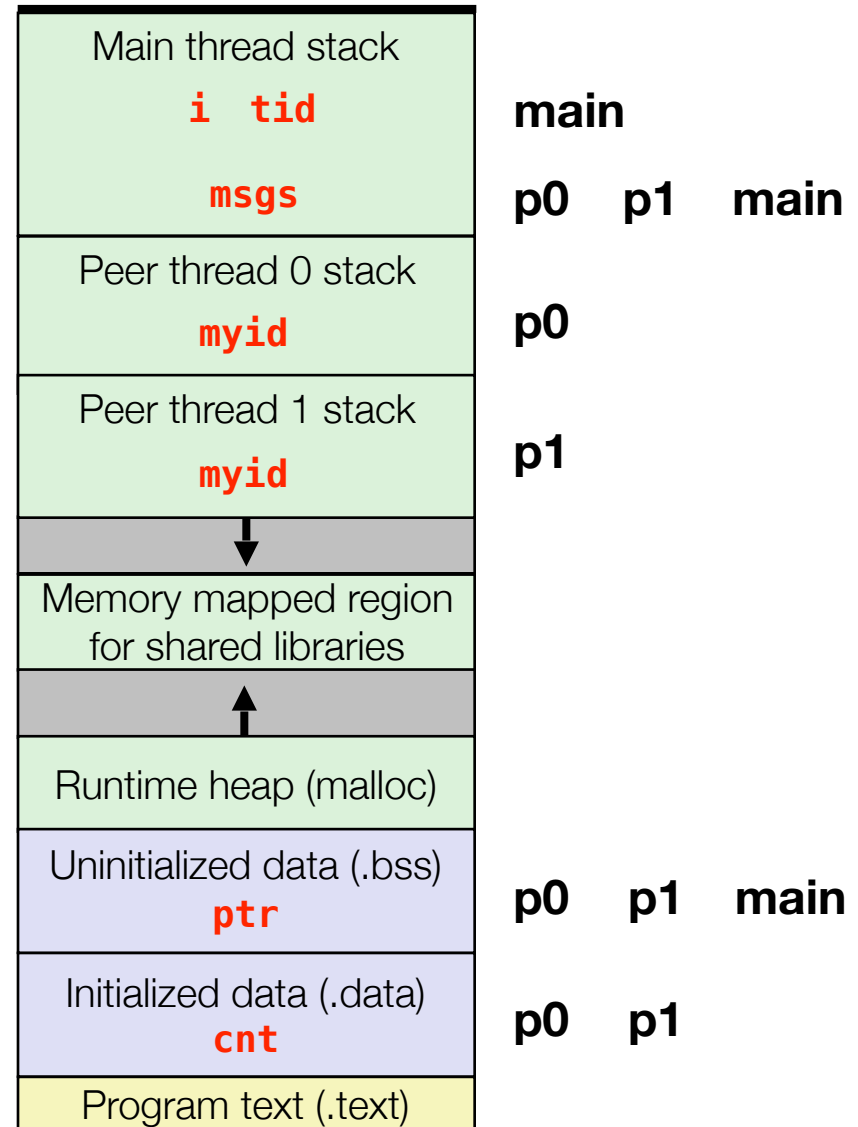 Main thread stack
i tid main
msgs p0 p1 main
Peer thread 0 stack
myid p0
Peer thread 1 stack
myid p1
Memory mapped region
for shared libraries
Runtime heap (malloc)
Uninitialized data (.bss)
ptr p0 p1 main
Initialized data (.data)
cnt p0 p1
Program text (.text)